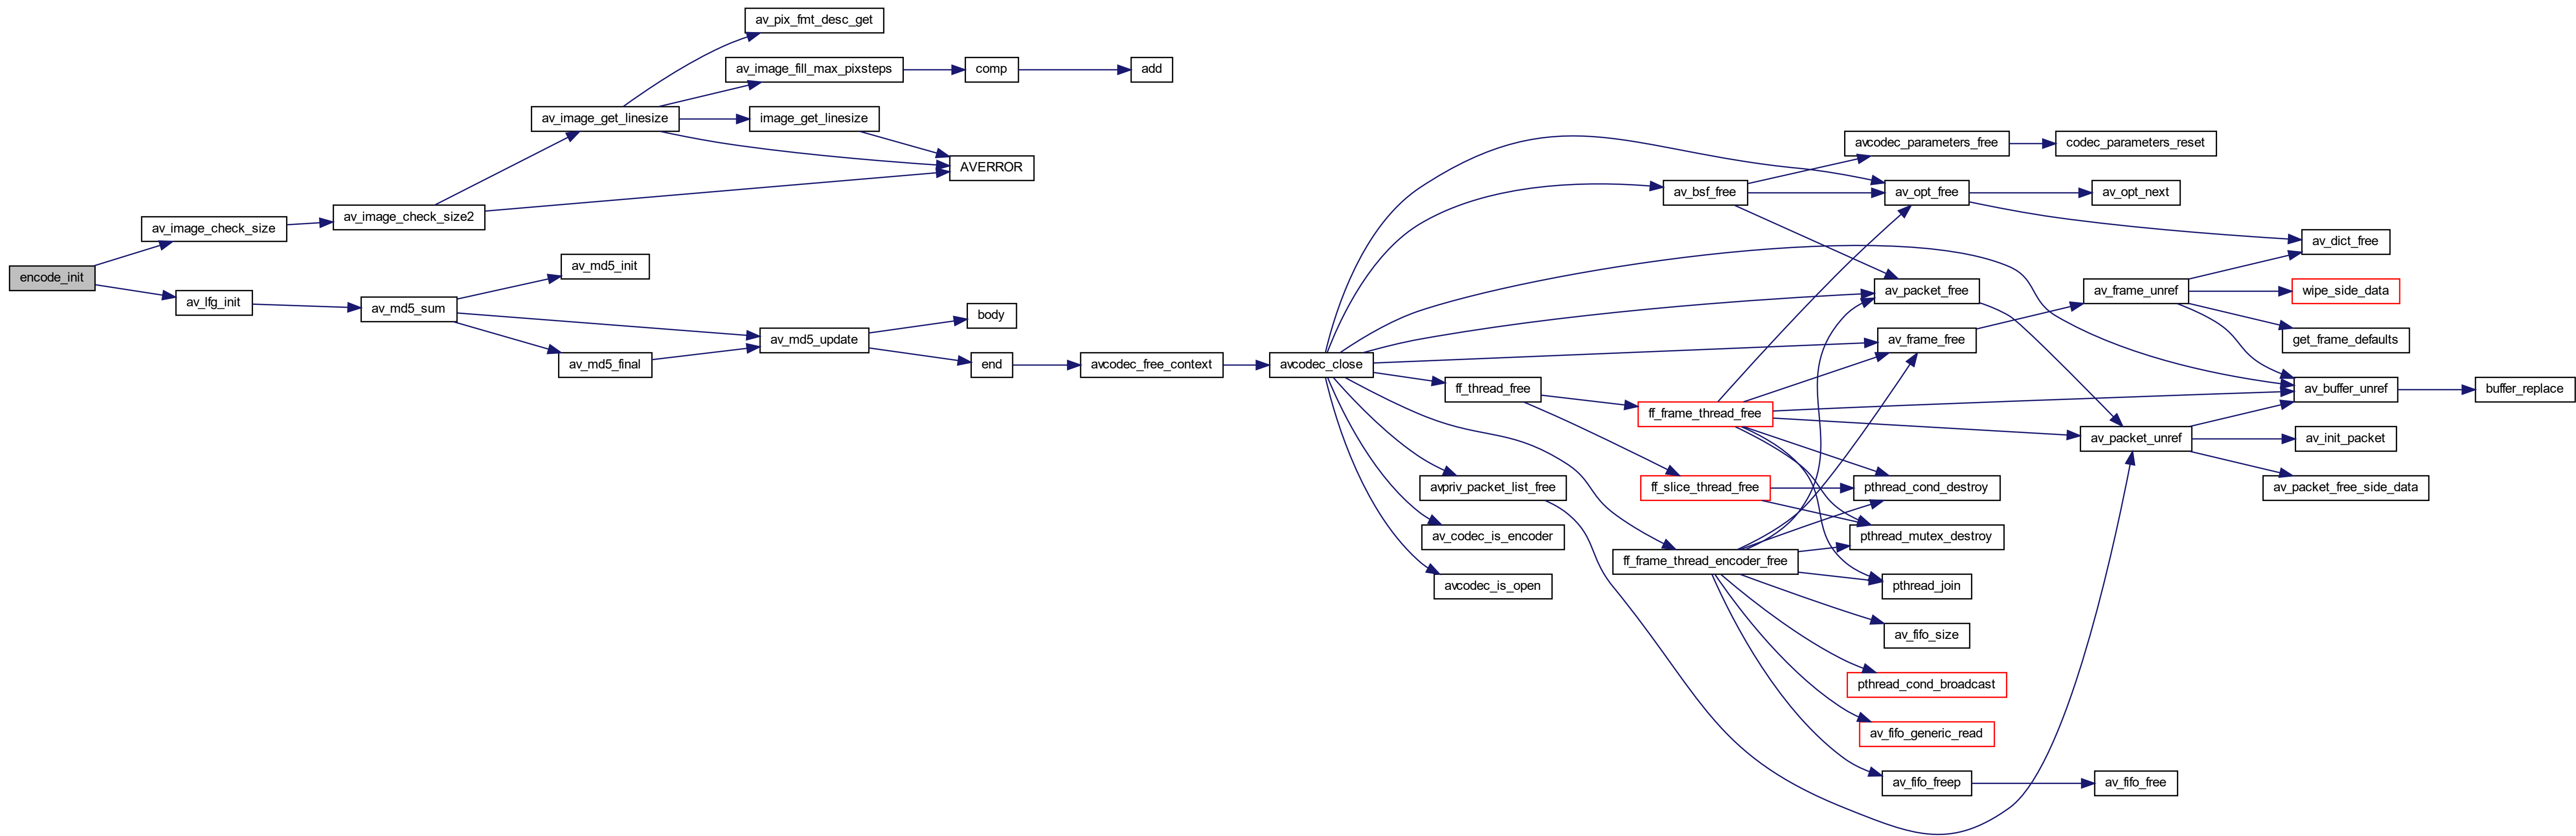 encode_init
av_image_check_size
av_image_check_size2
av_image_get_linesize
av_pix_fmt_desc_get
av_image_fill_max_pixsteps
comp
add
image_get_linesize
AVERROR
av_lfg_init
av_md5_sum
av_md5_init
av_md5_final
av_md5_update
body
end
avcodec_free_context
avcodec_close
av_bsf_free
avcodec_parameters_free
codec_parameters_reset
av_opt_free
av_opt_next
av_dict_free
av_packet_free
av_frame_free
av_frame_unref
wipe_side_data
get_frame_defaults
av_buffer_unref
buffer_replace
ff_thread_free
ff_frame_thread_free
av_packet_unref
av_init_packet
av_packet_free_side_data
avpriv_packet_list_free
ff_slice_thread_free
pthread_cond_destroy
av_codec_is_encoder
pthread_mutex_destroy
ff_frame_thread_encoder_free
avcodec_is_open
pthread_join
av_fifo_size
pthread_cond_broadcast
av_fifo_generic_read
av_fifo_freep
av_fifo_free